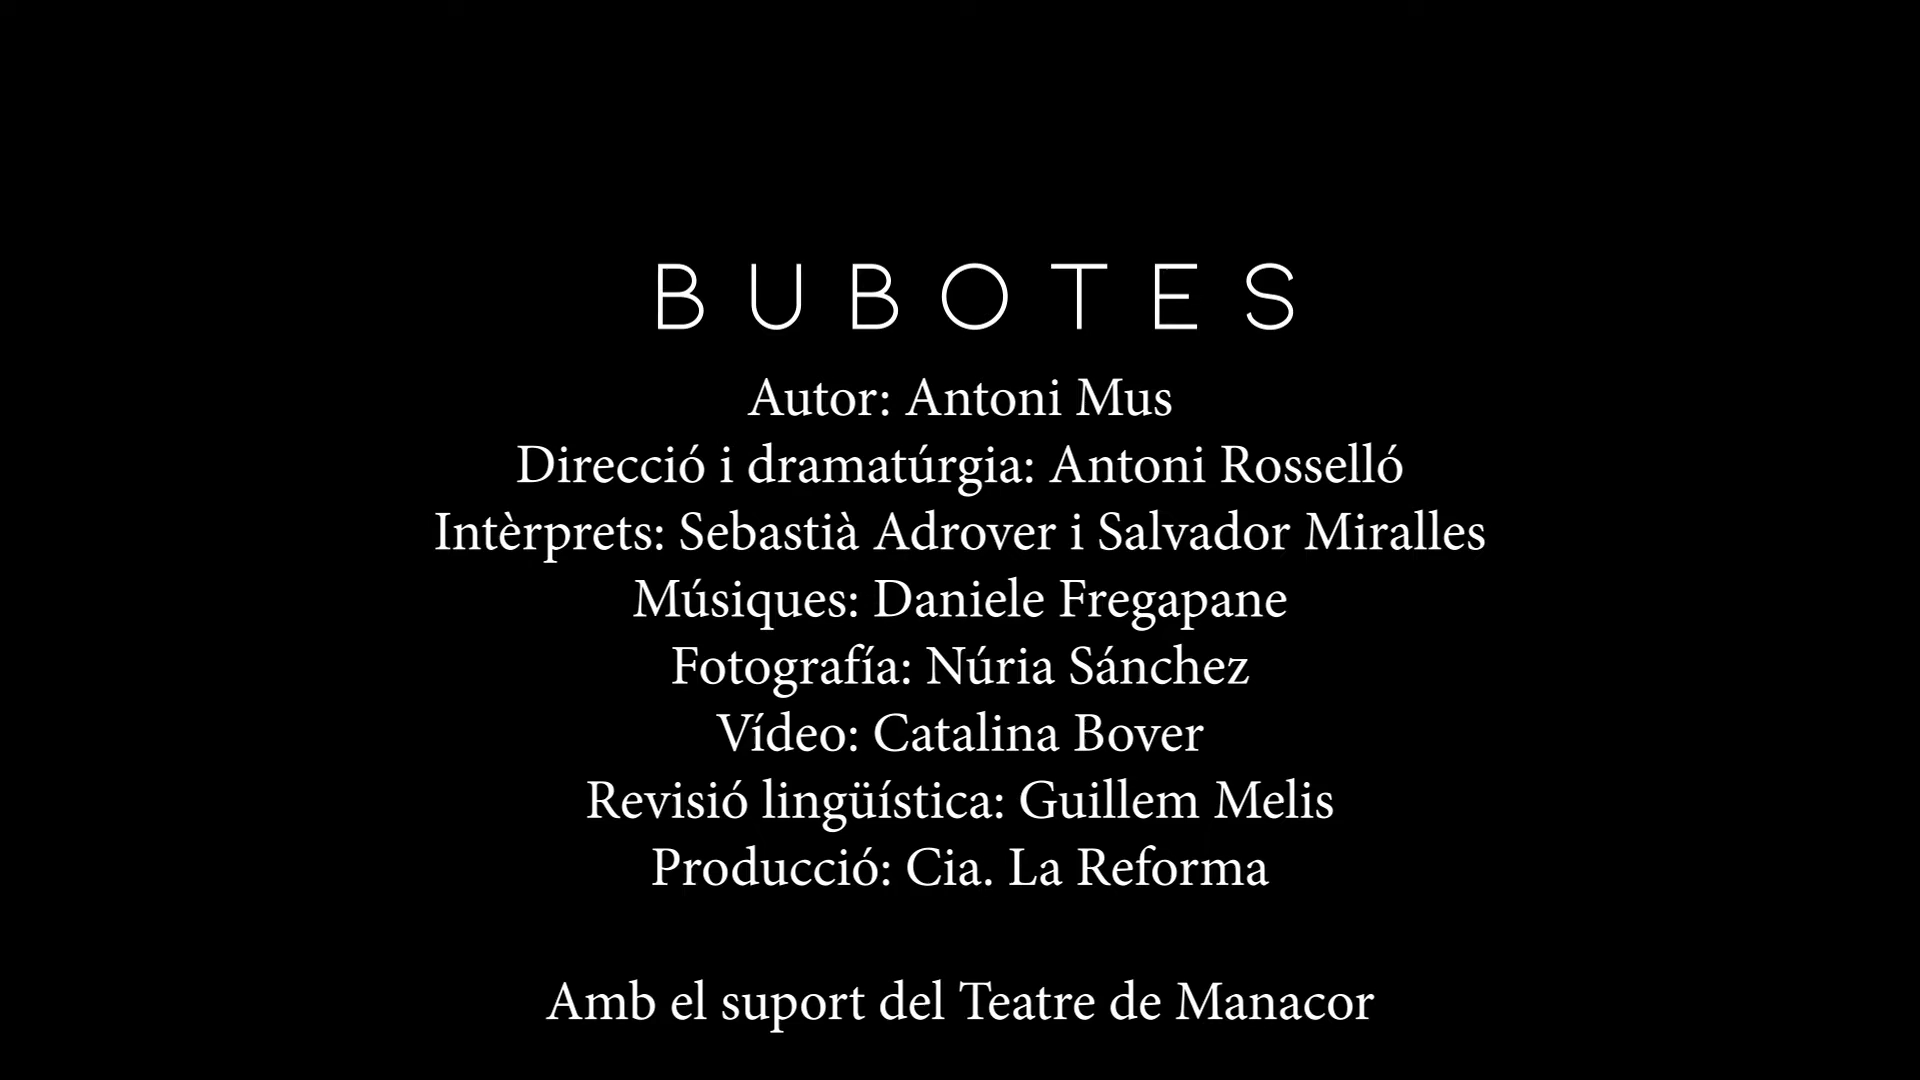 BUBOTES
Autor: Antoni Mus
Direcció i dramatúrgia: Antoni Rosselló
Intèrprets: Sebastià Adrover i Salvador Miralles
Músiques: Daniele Fregapane
Fotografía: Núria Sánchez
Vídeo: Catalina Bover
Revisió lingüística: Guillem Melis
Producció: Cia. La Reforma
Amb el suport del Teatre de Manacor